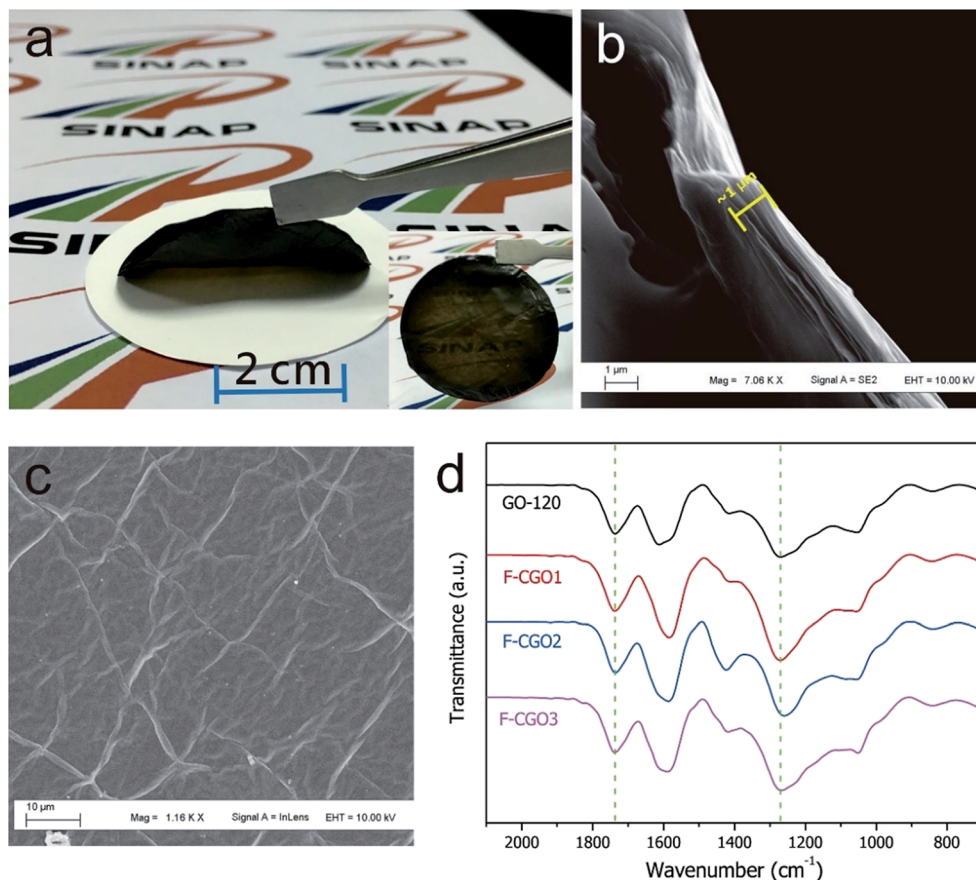 a
SINAP
SINAP
SINAP
SINAP
2 cm
SINAP
b
~ 1 μm
1 μm
Mag = 7.06 K X Signal A = SE2 EHT = 10.00 kV
c
10 μm
Mag = 1.16 K X Signal A = InLens EHT = 10.00 kV
d
GO-120
F-CGO1
F-CGO2
F-CGO3
Transmittance (a.u.)
2000 1800 1600 1400 1200 1000 800
Wavenumber (cm⁻¹)